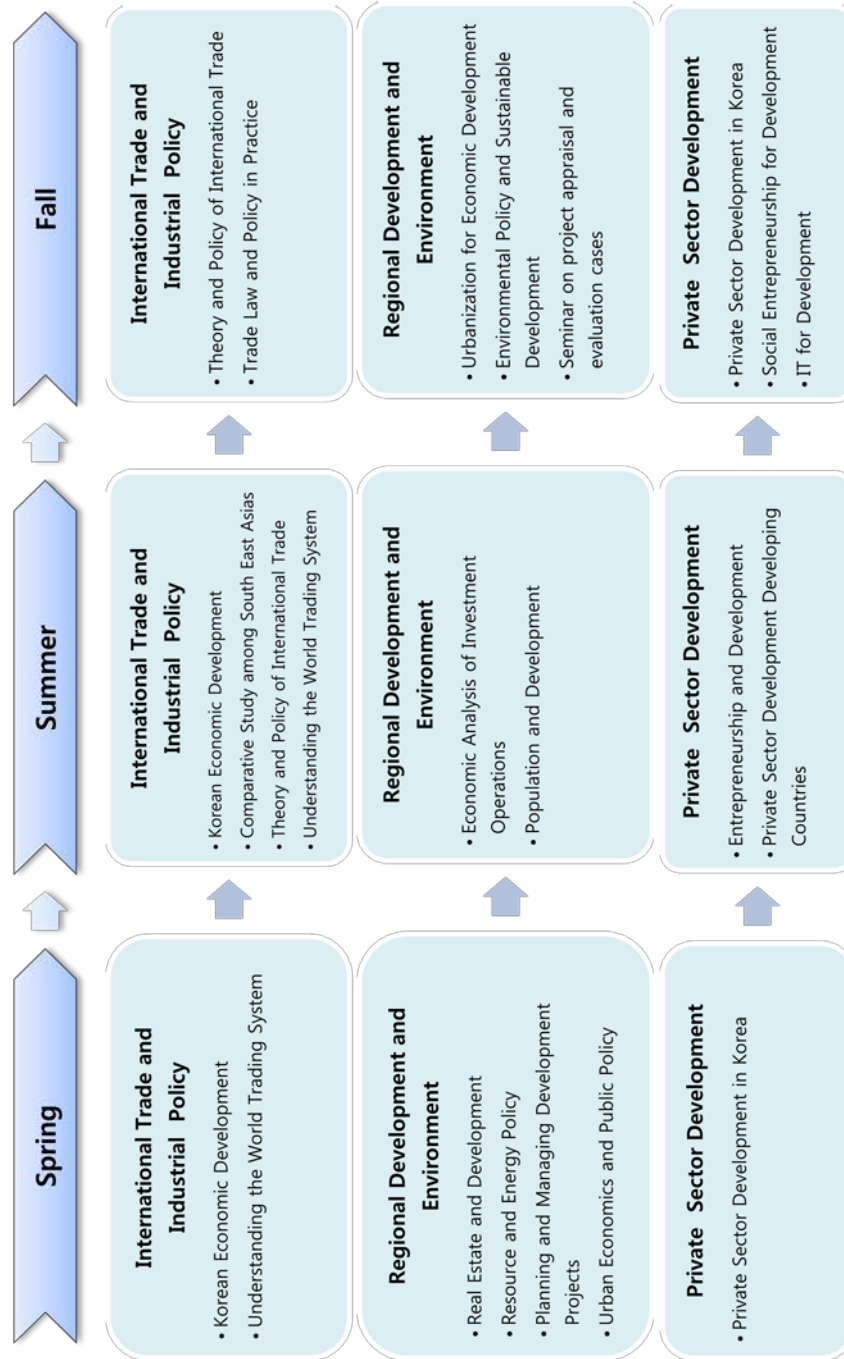 Spring
Summer
Fall
International Trade and
Industrial Policy
• Korean Economic Development
• Understanding the World Trading System
International Trade and
Industrial Policy
• Korean Economic Development
• Comparative Study among South East Asias
• Theory and Policy of International Trade
• Understanding the World Trading System
International Trade and
Industrial Policy
• Theory and Policy of International Trade
• Trade Law and Policy in Practice
Regional Development and
Environment
• Real Estate and Development
• Resource and Energy Policy
• Planning and Managing Development
Projects
• Urban Economics and Public Policy
Regional Development and
Environment
• Economic Analysis of Investment
Operations
• Population and Development
Regional Development and
Environment
• Urbanization for Economic Development
• Environmental Policy and Sustainable
Development
• Seminar on project appraisal and
evaluation cases
Private Sector Development
• Private Sector Development in Korea
Private Sector Development
• Entrepreneurship and Development
• Private Sector Development Developing
Countries
Private Sector Development
• Private Sector Development in Korea
• Social Entrepreneurship for Development
• IT for Development